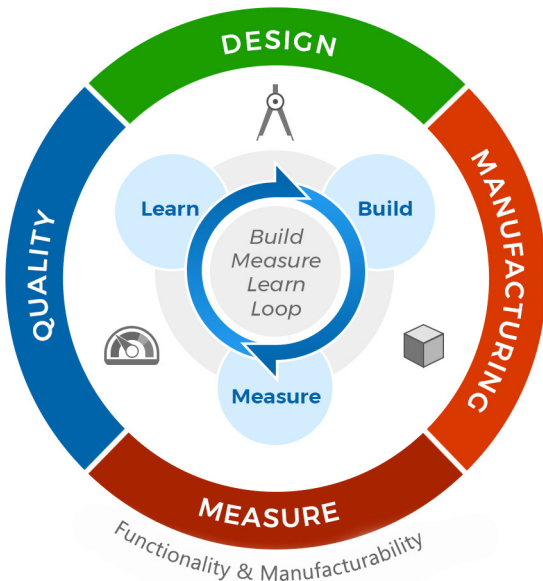 DESIGN
MANUFACTURING
QUALITY
Learn
Build
Build
Measure
Learn
Loop
Measure
MEASURE
Functionality & Manufacturability